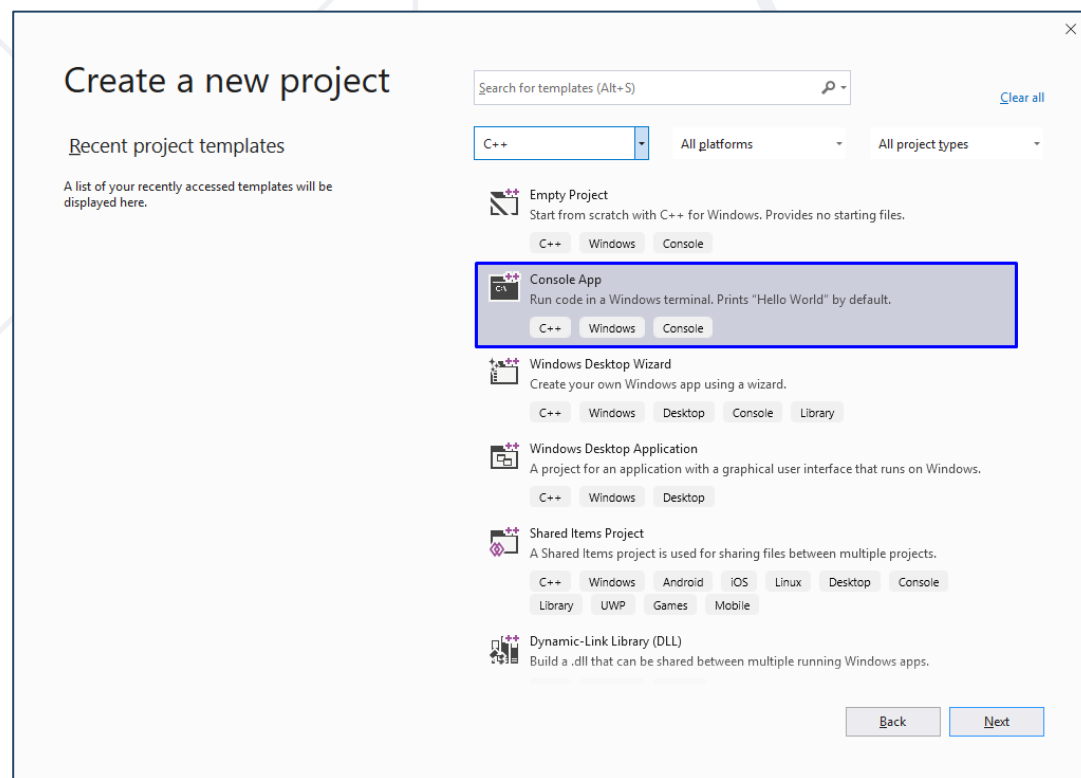 Create a new project
Search for templates (Alt+S)
Clear all
Recent project templates
C++
All platforms
All project types
A list of your recently accessed templates will be
displayed here.
Empty Project
Start from scratch with C++ for Windows. Provides no starting files.
C++ Windows Console
Console App
Run code in a Windows terminal. Prints "Hello World" by default.
C++ Windows Console
Windows Desktop Wizard
Create your own Windows app using a wizard.
C++ Windows Desktop Console Library
Windows Desktop Application
A project for an application with a graphical user interface that runs on Windows.
C++ Windows Desktop
Shared Items Project
A Shared Items project is used for sharing files between multiple projects.
C++ Windows Android iOS Linux Desktop Console
Library UWP Games Mobile
Dynamic-Link Library (DLL)
Build a .dll that can be shared between multiple running Windows apps.
Back
Next